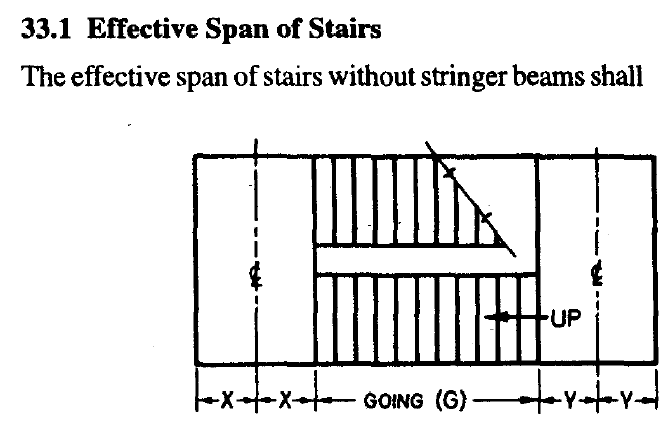 33.1 Effective Span of Stairs
The effective span of stairs without stringer beams shall
℄ ℄
UP
X X GOING (G) Y Y